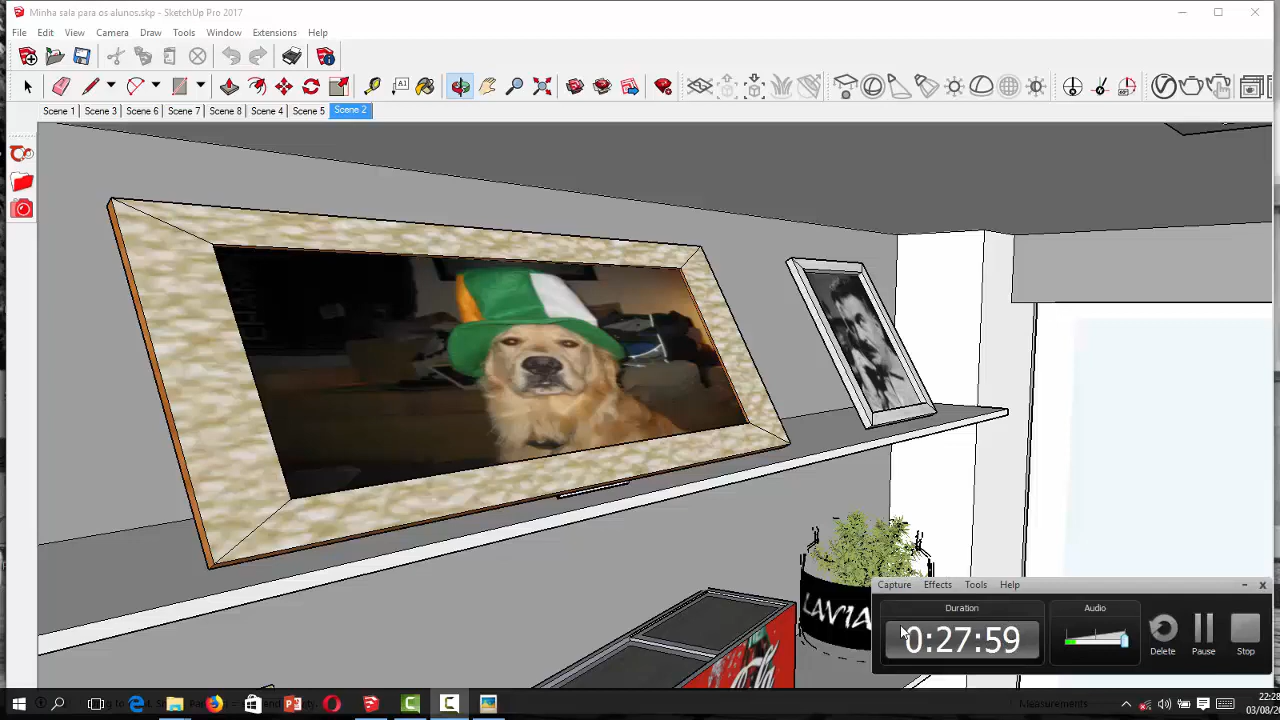 Minha sala para os alunos.skp - SketchUp Pro 2017
File Edit View Camera Draw Tools Window Extensions Help
Scene 1 Scene 3 Scene 6 Scene 7 Scene 8 Scene 4 Scene 5 Scene 2
LAVIA
Capture Effects Tools Help
Duration Audio
0:27:59
Delete Pause Stop
Measurements
22:28
03/08/20